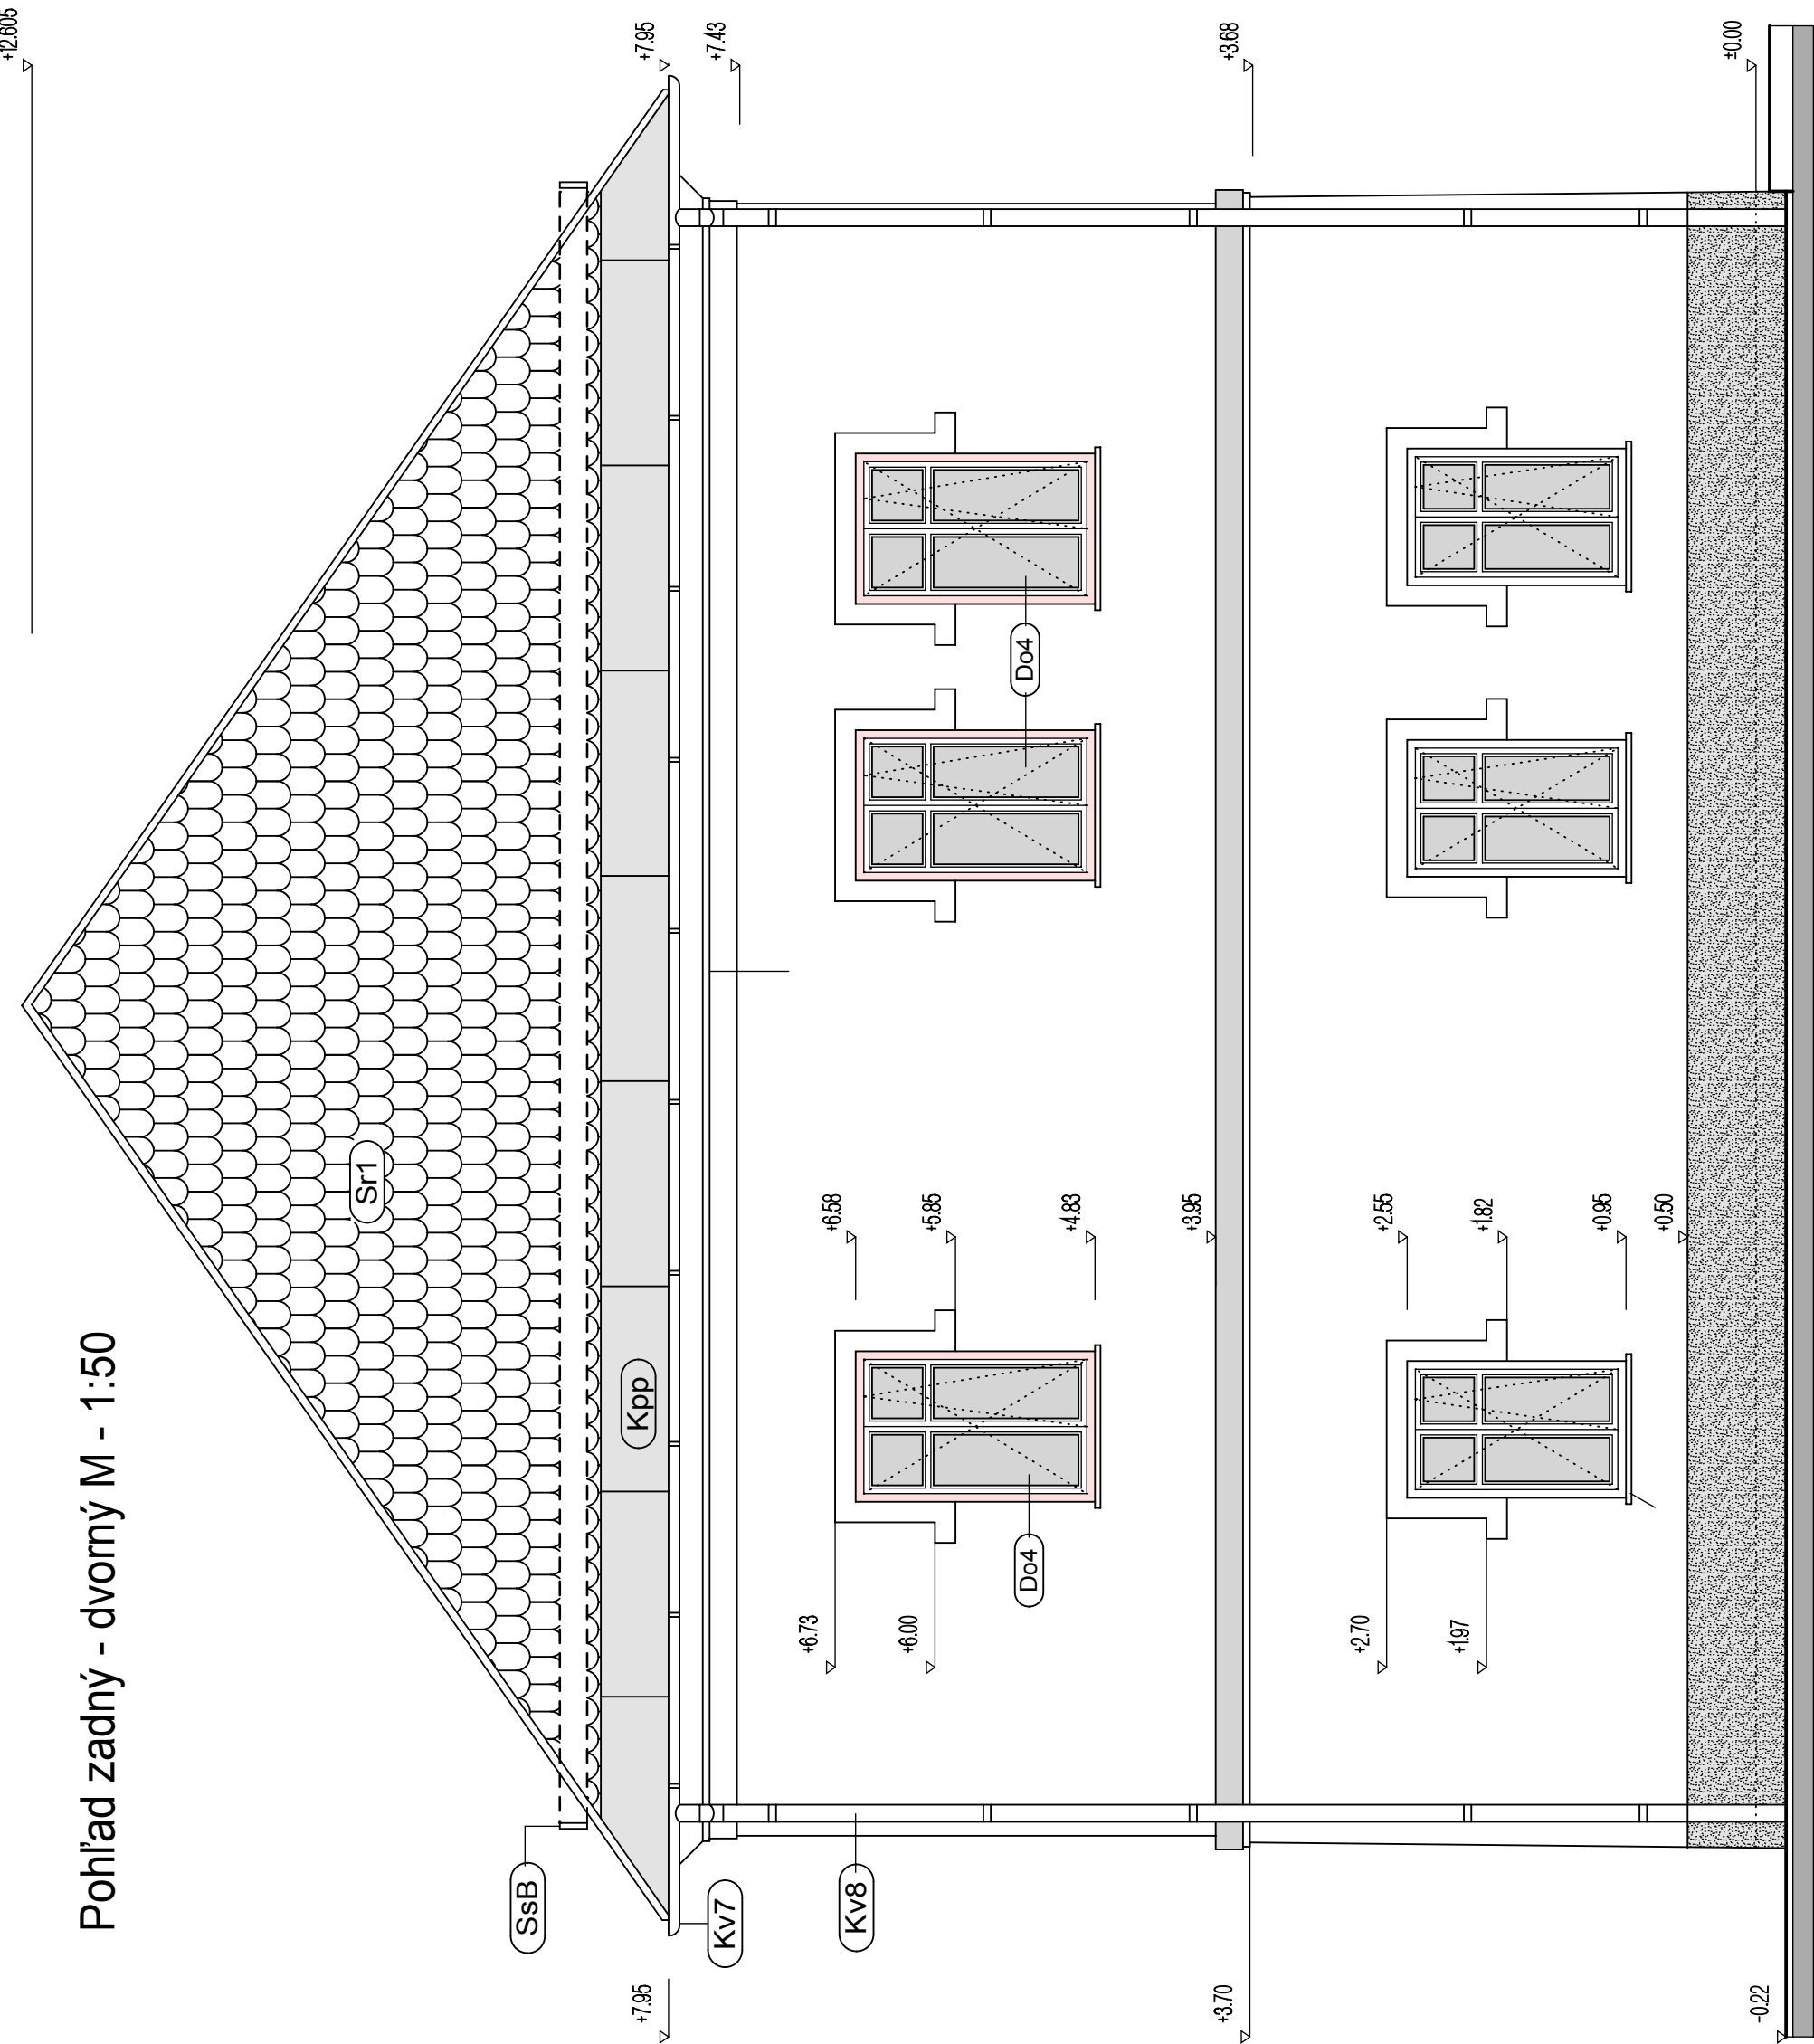 Pohľad zadný - dvorný M - 1:50
+12.605
+7.95
+7.43
+3.68
±0.00
Sr1
Kpp
SsB
Kv7
Kv8
Do4
Do4
+6.58
+5.85
+4.83
+3.95
+2.55
+1.82
+0.95
+0.50
+6.73
+6.00
+2.70
+1.97
+7.95
+3.70
-0.22